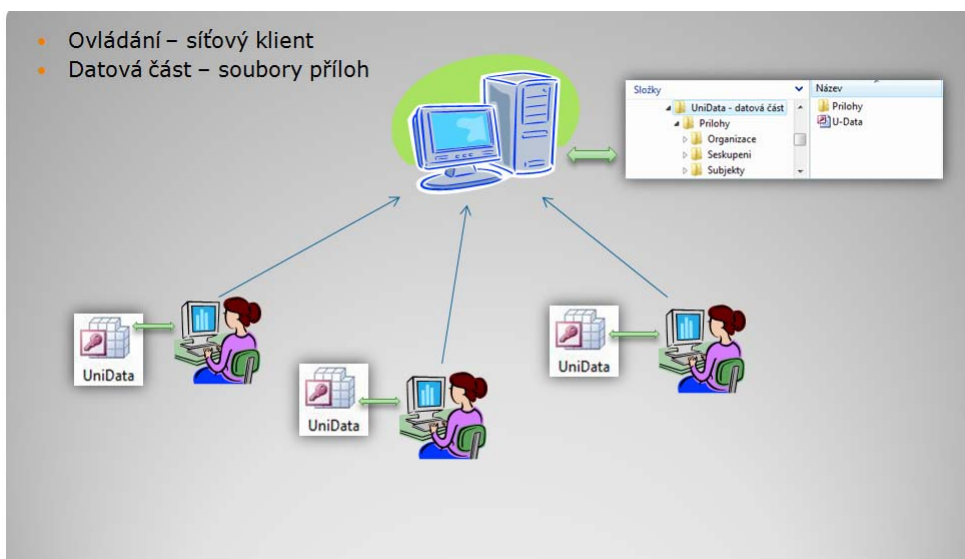 Ovládání – síťový klient
Datová část – soubory příloh
Složky
Název
UniData - datová část
Prilohy
Organizace
Seskupeni
Subjekty
Prilohy
U-Data
UniData
UniData
UniData